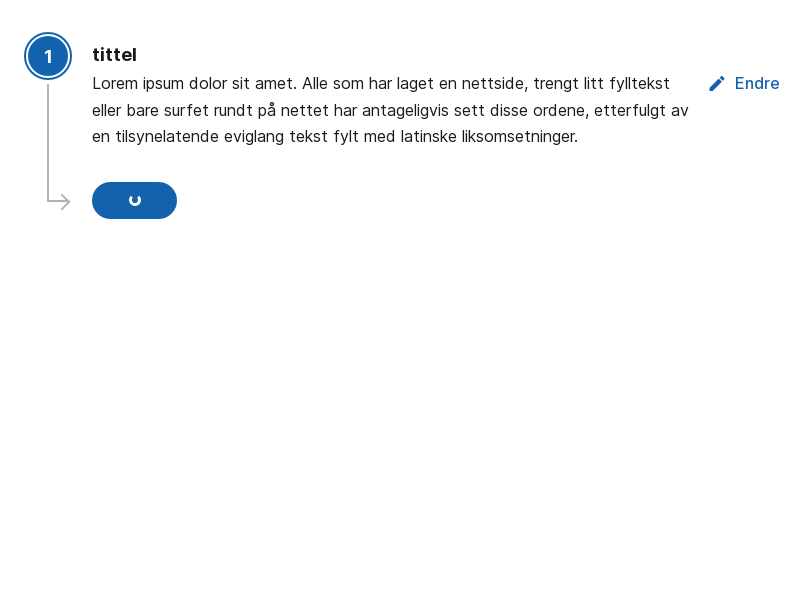 1
tittel
Lorem ipsum dolor sit amet. Alle som har laget en nettside, trengt litt fylltekst
Endre
eller bare surfet rundt på nettet har antageligvis sett disse ordene, etterfulgt av
en tilsynelatende eviglang tekst fylt med latinske liksomsetninger.